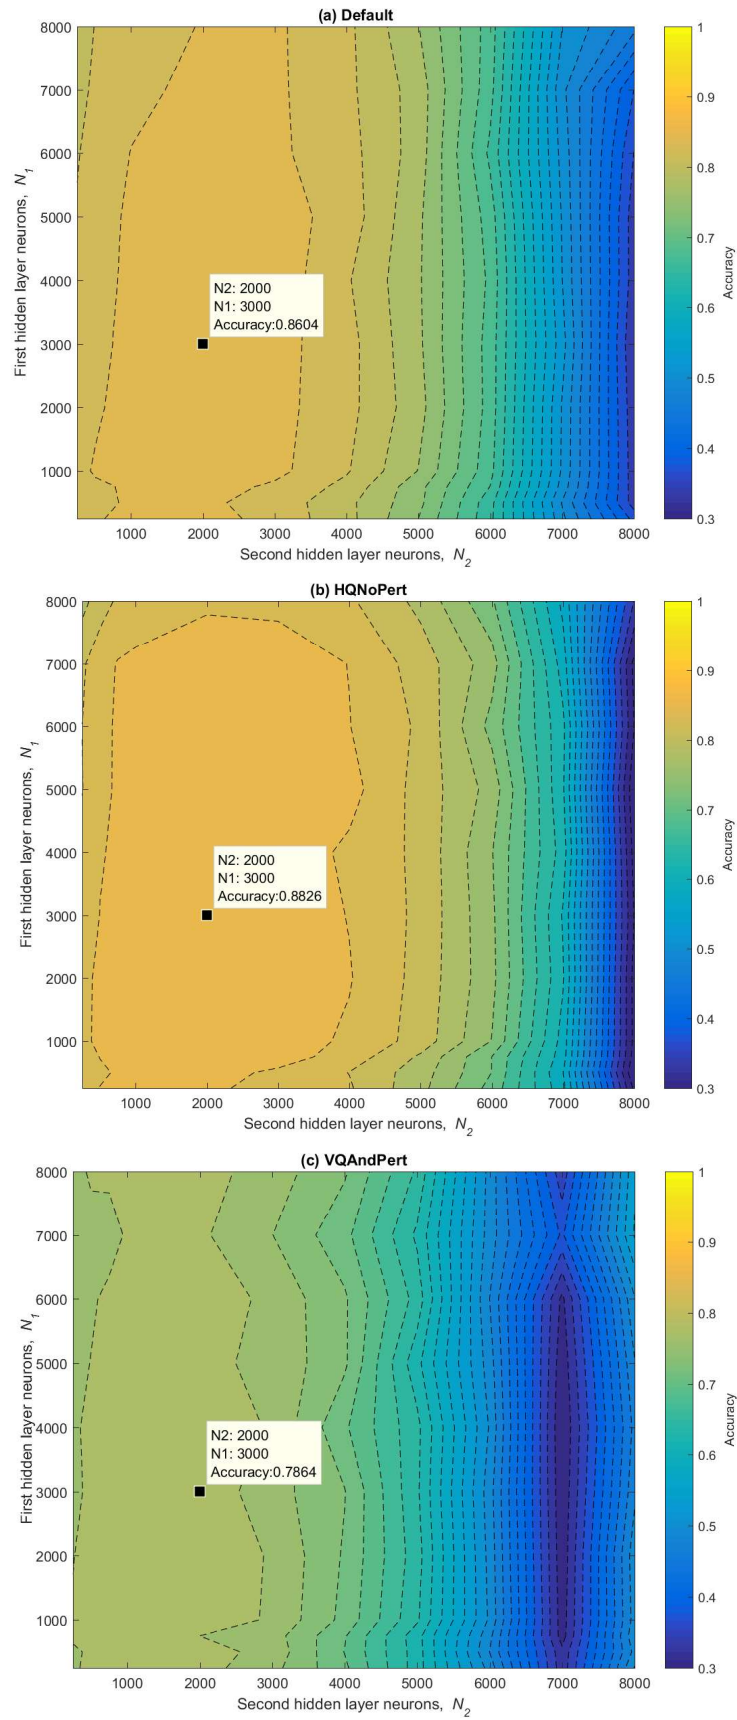 (a) Default
8000
7000
6000
5000
4000
3000
2000
1000
First hidden layer neurons, N1
N2: 2000
N1: 3000
Accuracy:0.8604
1000 2000 3000 4000 5000 6000 7000 8000
Second hidden layer neurons, N2
1
0.9
0.8
0.7
0.6
0.5
0.4
0.3
Accuracy
(b) HQNoPert
8000
7000
6000
5000
4000
3000
2000
1000
First hidden layer neurons, N1
N2: 2000
N1: 3000
Accuracy:0.8826
1000 2000 3000 4000 5000 6000 7000 8000
Second hidden layer neurons, N2
1
0.9
0.8
0.7
0.6
0.5
0.4
0.3
Accuracy
(c) VQAndPert
8000
7000
6000
5000
4000
3000
2000
1000
First hidden layer neurons, N1
N2: 2000
N1: 3000
Accuracy:0.7864
1000 2000 3000 4000 5000 6000 7000 8000
Second hidden layer neurons, N2
1
0.9
0.8
0.7
0.6
0.5
0.4
0.3
Accuracy